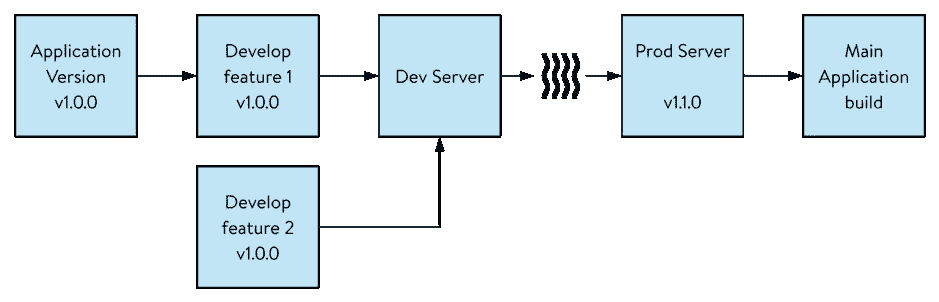 Application
Version
v1.0.0
Develop
feature 1
v1.0.0
Dev Server
Prod Server
v1.1.0
Main
Application
build
Develop
feature 2
v1.0.0